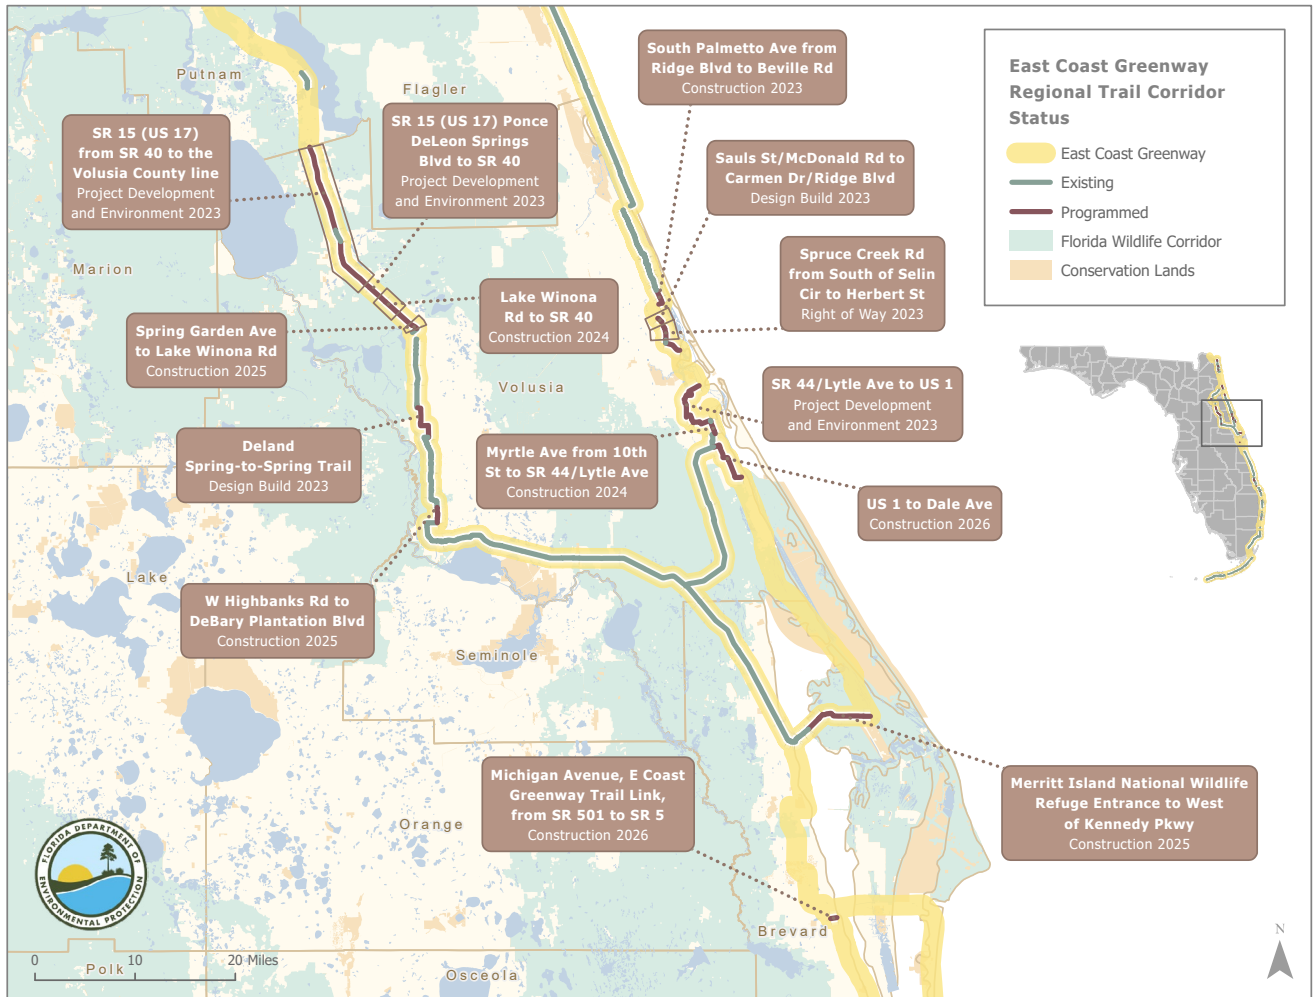 Putnam
Flagler
South Palmetto Ave from
Ridge Blvd to Beville Rd
Construction 2023
East Coast Greenway
Regional Trail Corridor
Status
East Coast Greenway
Existing
Programmed
Florida Wildlife Corridor
Conservation Lands
SR 15 (US 17)
from SR 40 to the
Volusia County line
Project Development
and Environment 2023
SR 15 (US 17) Ponce
DeLeon Springs
Blvd to SR 40
Project Development
and Environment 2023
Sauls St/McDonald Rd to
Carmen Dr/Ridge Blvd
Design Build 2023
Marion
Spruce Creek Rd
from South of Selin
Cir to Herbert St
Right of Way 2023
Lake Winona
Rd to SR 40
Construction 2024
Spring Garden Ave
to Lake Winona Rd
Construction 2025
Volusia
SR 44/Lytle Ave to US 1
Project Development
and Environment 2023
Deland
Spring-to-Spring Trail
Design Build 2023
Myrtle Ave from 10th
St to SR 44/Lytle Ave
Construction 2024
US 1 to Dale Ave
Construction 2026
Lake
W Highbanks Rd to
DeBary Plantation Blvd
Construction 2025
Seminole
Michigan Avenue, E Coast
Greenway Trail Link,
from SR 501 to SR 5
Construction 2026
Merritt Island National Wildlife
Refuge Entrance to West
of Kennedy Pkwy
Construction 2025
Orange
FLORIDA DEPARTMENT OF
ENVIRONMENTAL PROTECTION
Brevard
N
0 10 20 Miles
Polk
Osceola